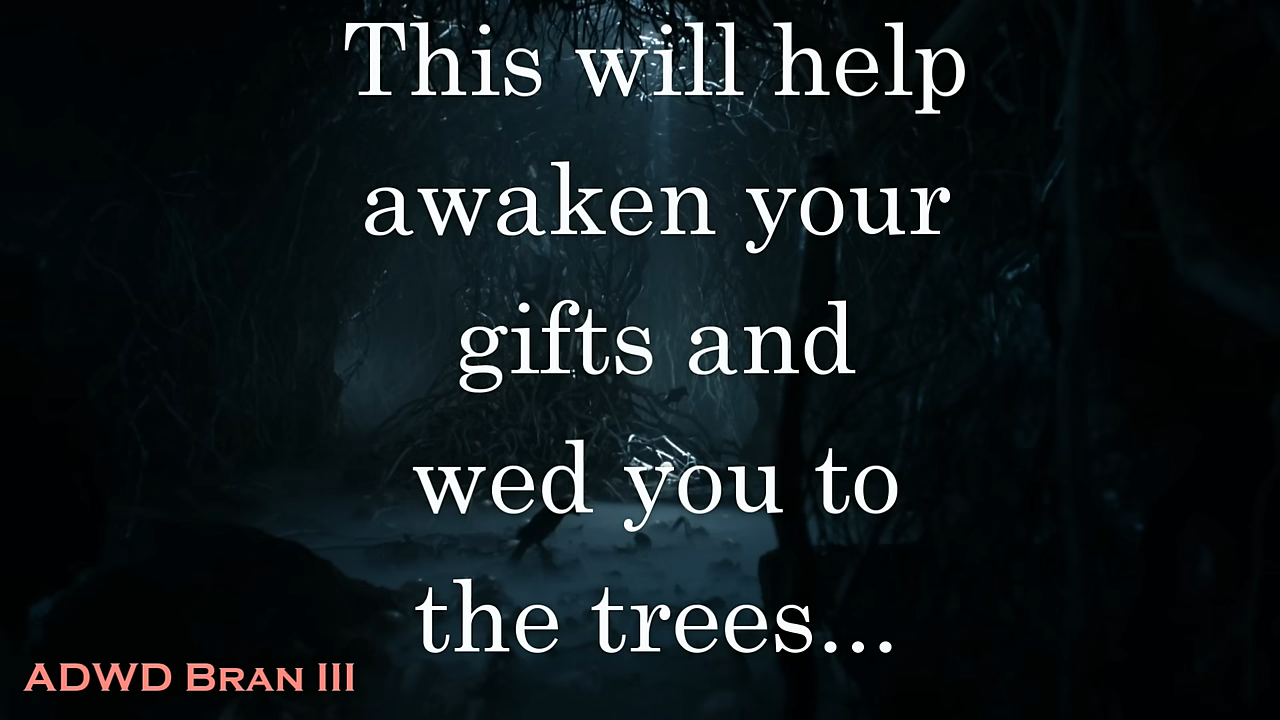 This will help
awaken your
gifts and
wed you to
the trees...
ADWD Bran III